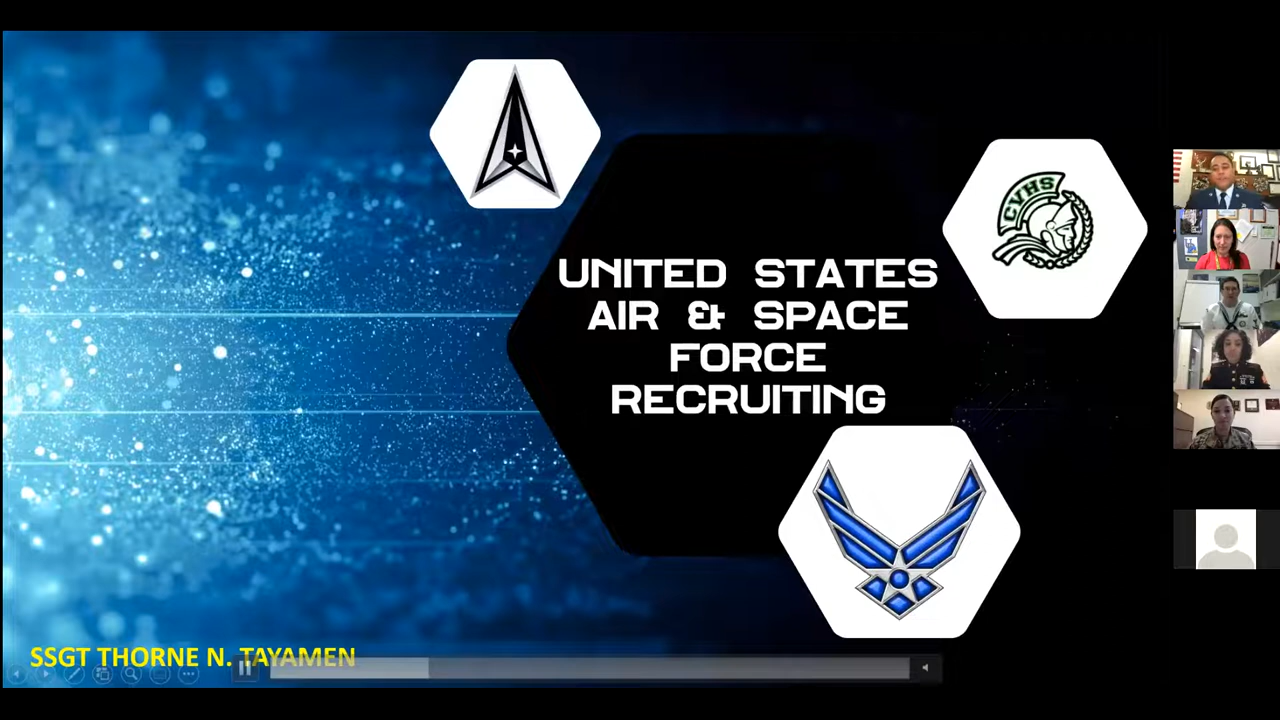 CVHS
UNITED STATES
AIR & SPACE
FORCE
RECRUITING
SSGT THORNE N. TAYAMEN